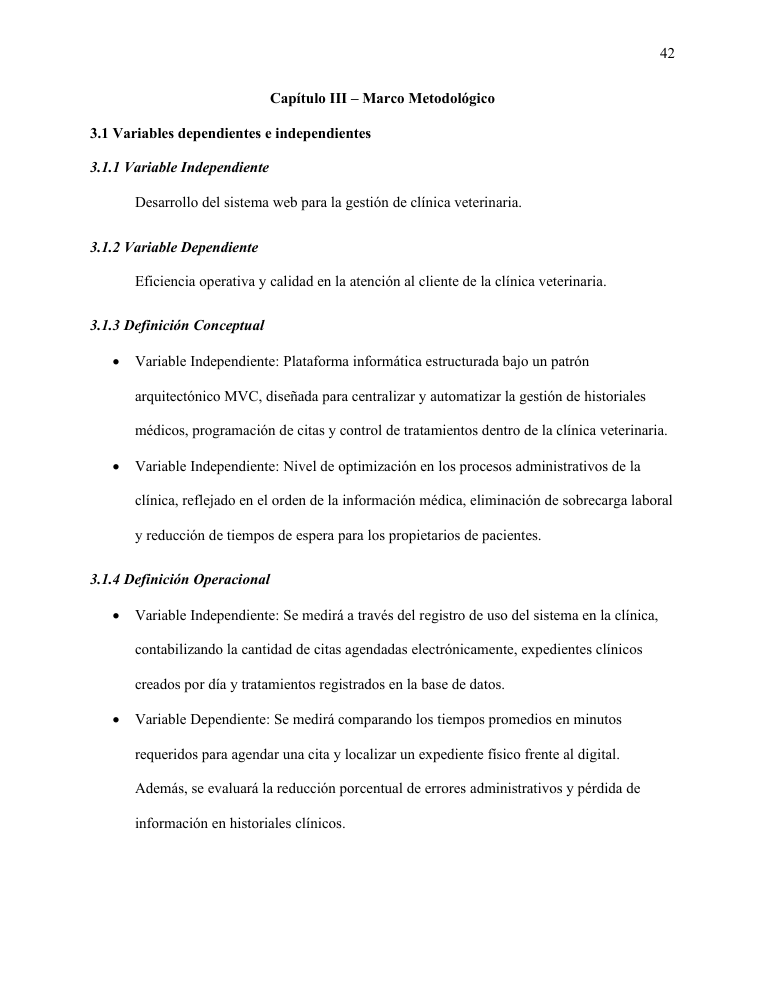 42
Capítulo III – Marco Metodológico
3.1 Variables dependientes e independientes
3.1.1 Variable Independiente
Desarrollo del sistema web para la gestión de clínica veterinaria.
3.1.2 Variable Dependiente
Eficiencia operativa y calidad en la atención al cliente de la clínica veterinaria.
3.1.3 Definición Conceptual
• Variable Independiente: Plataforma informática estructurada bajo un patrón
arquitectónico MVC, diseñada para centralizar y automatizar la gestión de historiales
médicos, programación de citas y control de tratamientos dentro de la clínica veterinaria.
• Variable Independiente: Nivel de optimización en los procesos administrativos de la
clínica, reflejado en el orden de la información médica, eliminación de sobrecarga laboral
y reducción de tiempos de espera para los propietarios de pacientes.
3.1.4 Definición Operacional
• Variable Independiente: Se medirá a través del registro de uso del sistema en la clínica,
contabilizando la cantidad de citas agendadas electrónicamente, expedientes clínicos
creados por día y tratamientos registrados en la base de datos.
• Variable Dependiente: Se medirá comparando los tiempos promedios en minutos
requeridos para agendar una cita y localizar un expediente físico frente al digital.
Además, se evaluará la reducción porcentual de errores administrativos y pérdida de
información en historiales clínicos.